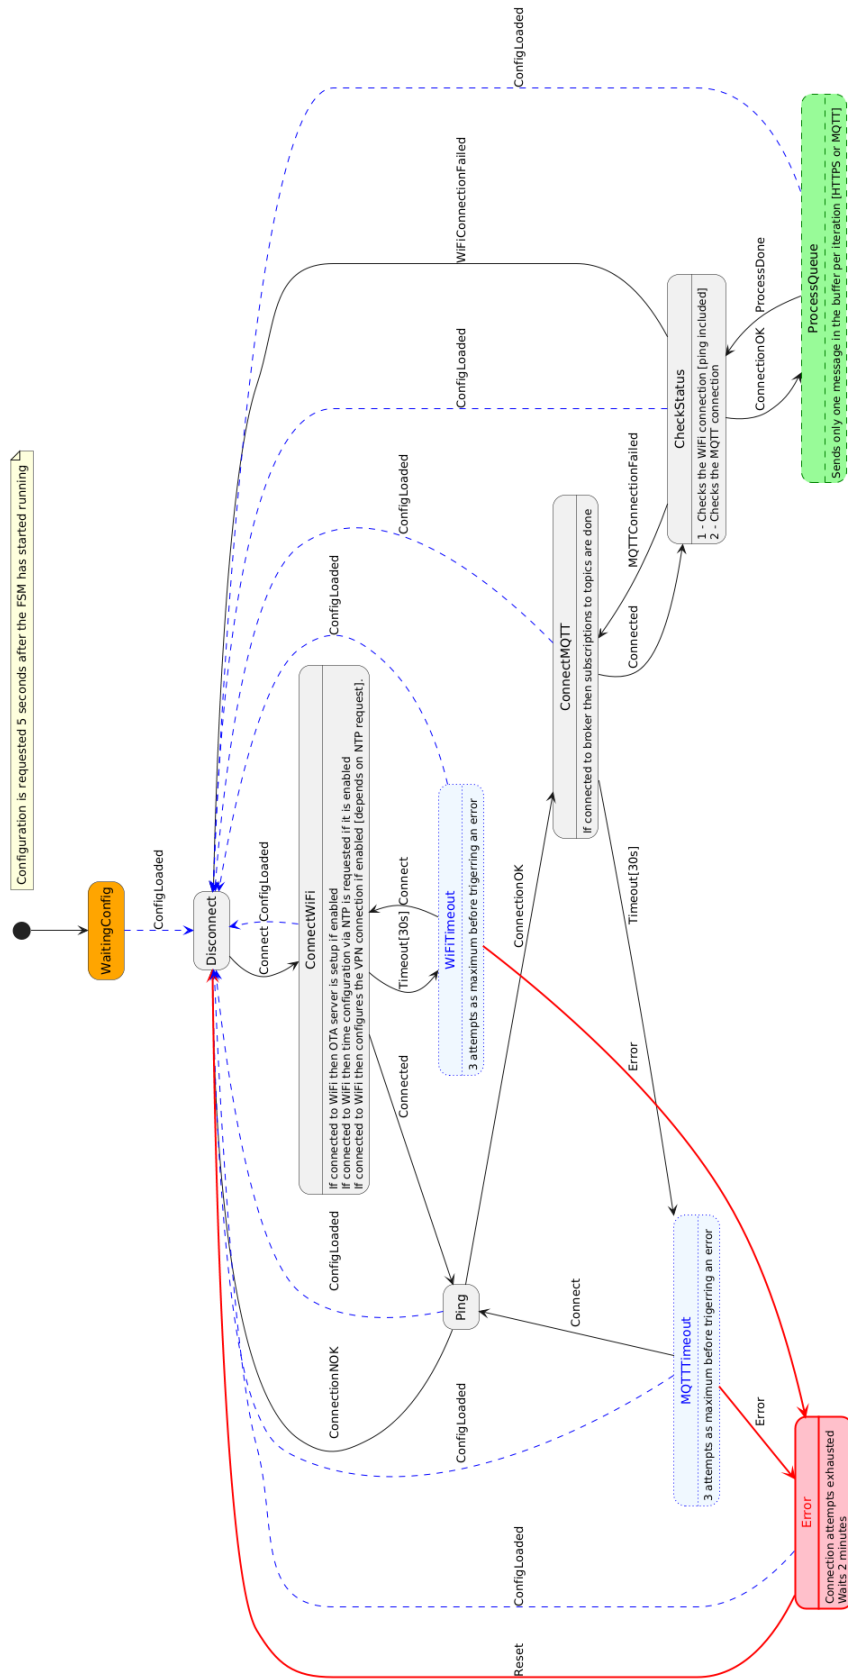 Configuration is requested 5 seconds after the FSM has started running
WaitingConfig
ConfigLoaded
Disconnect
Connect
ConfigLoaded
ConnectWiFi
If connected to WiFi then OTA server is setup if enabled
If connected to WiFi then time configuration via NTP is requested if it is enabled
If connected to WiFi then configures the VPN connection if enabled [depends on NTP request].
ConnectionNOK
ConfigLoaded
ConfigLoaded
Connected
Timeout[30s]
Connect
ConfigLoaded
ConfigLoaded
ConfigLoaded
WiFiConnectionFailed
Ping
WiFiTimeout
3 attempts as maximum before trigerring an error
Reset
ConfigLoaded
ConnectionOK
ConfigLoaded
ConnectMQTT
If connected to broker then subscriptions to topics are done
Connect
Error
Timeout[30s]
Connected
MQTTConnectionFailed
MQTTTimeout
3 attempts as maximum before trigerring an error
CheckStatus
1 - Checks the WiFi connection [ping included]
2 - Checks the MQTT connection
Error
ConnectionOK
ProcessDone
Error
Connection attempts exhausted
Waits 2 minutes
ProcessQueue
Sends only one message in the buffer per iteration [HTTPS or MQTT]